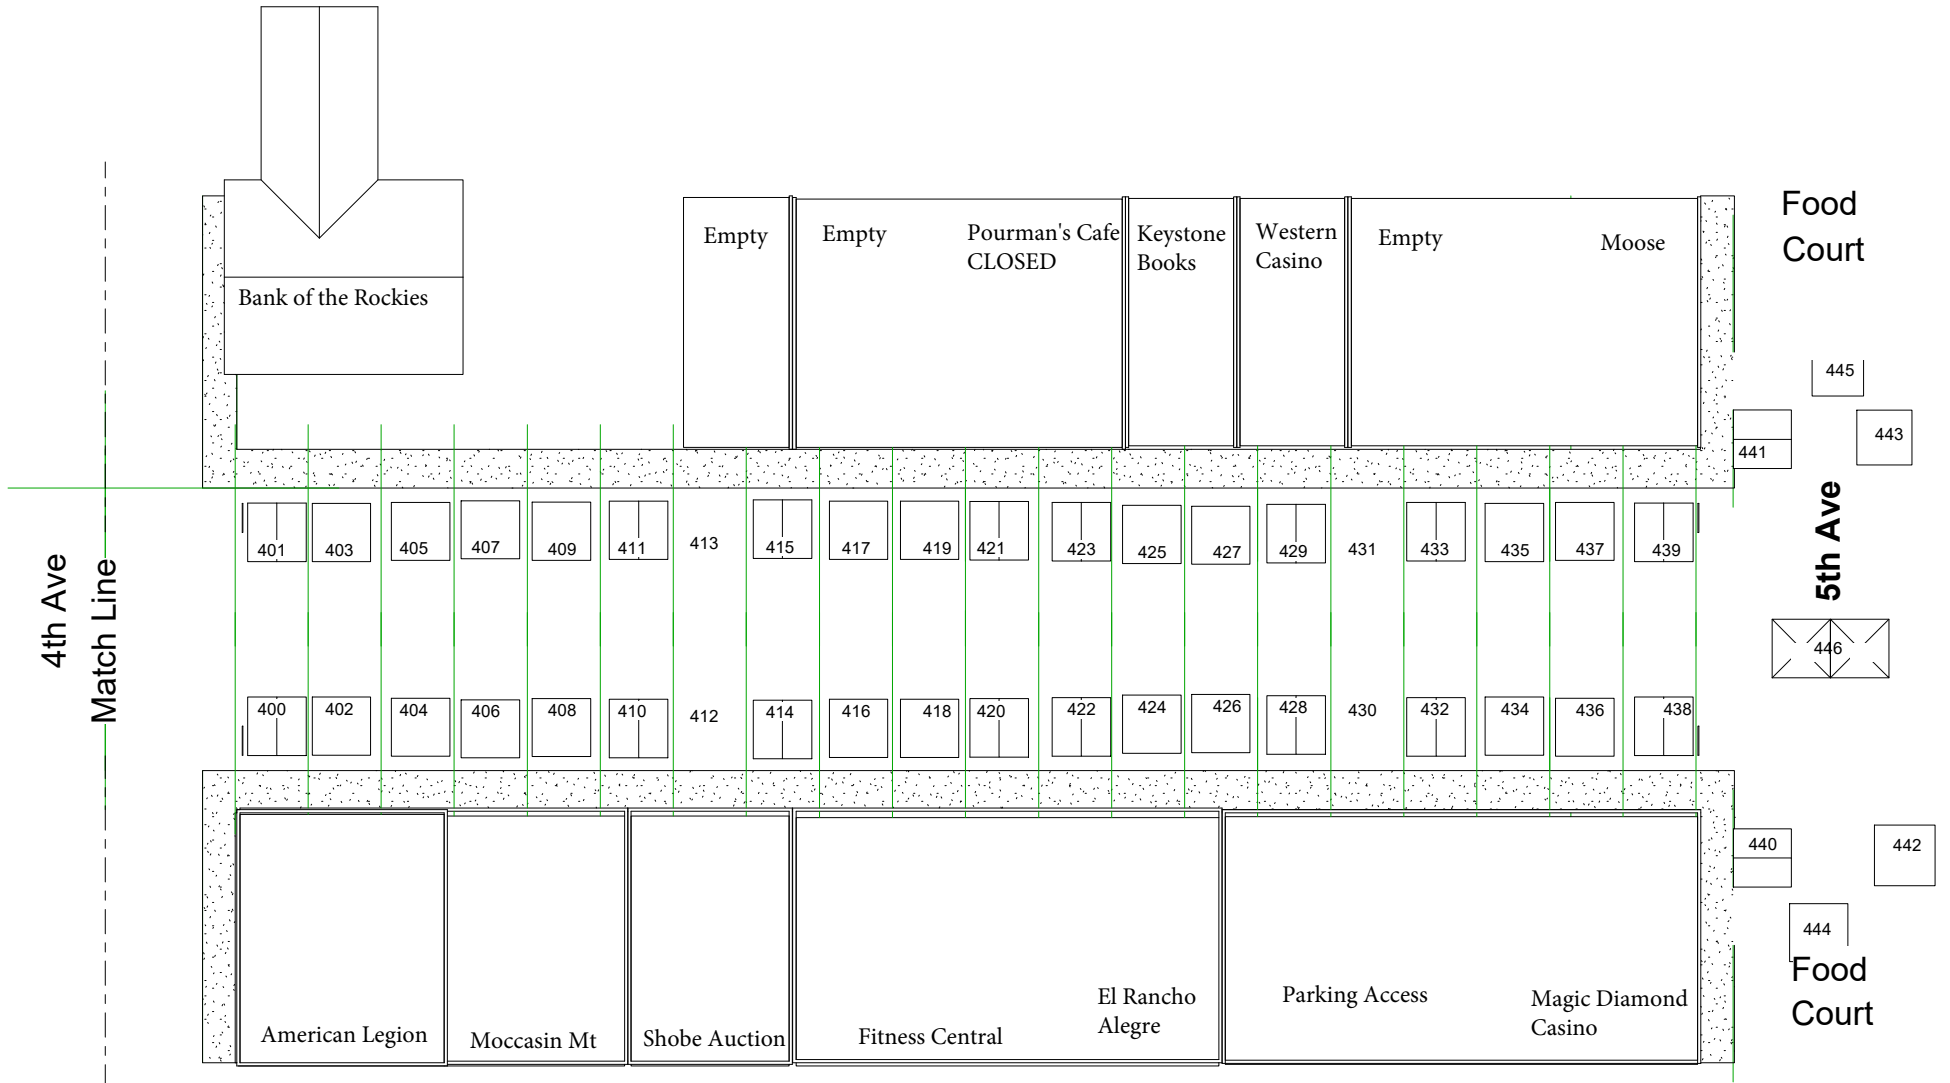 Food
Court
Empty
Empty
Pourman's Cafe
CLOSED
Keystone
Books
Western
Casino
Empty
Moose
Bank of the Rockies
445
441
443
4th Ave
Match Line
5th Ave
401
403
405
407
409
411
413
415
417
419
421
423
425
427
429
431
433
435
437
439
446
400
402
404
406
408
410
412
414
416
418
420
422
424
426
428
430
432
434
436
438
440
442
444
Food
Court
American Legion
Moccasin Mt
Shobe Auction
Fitness Central
El Rancho
Alegre
Parking Access
Magic Diamond
Casino